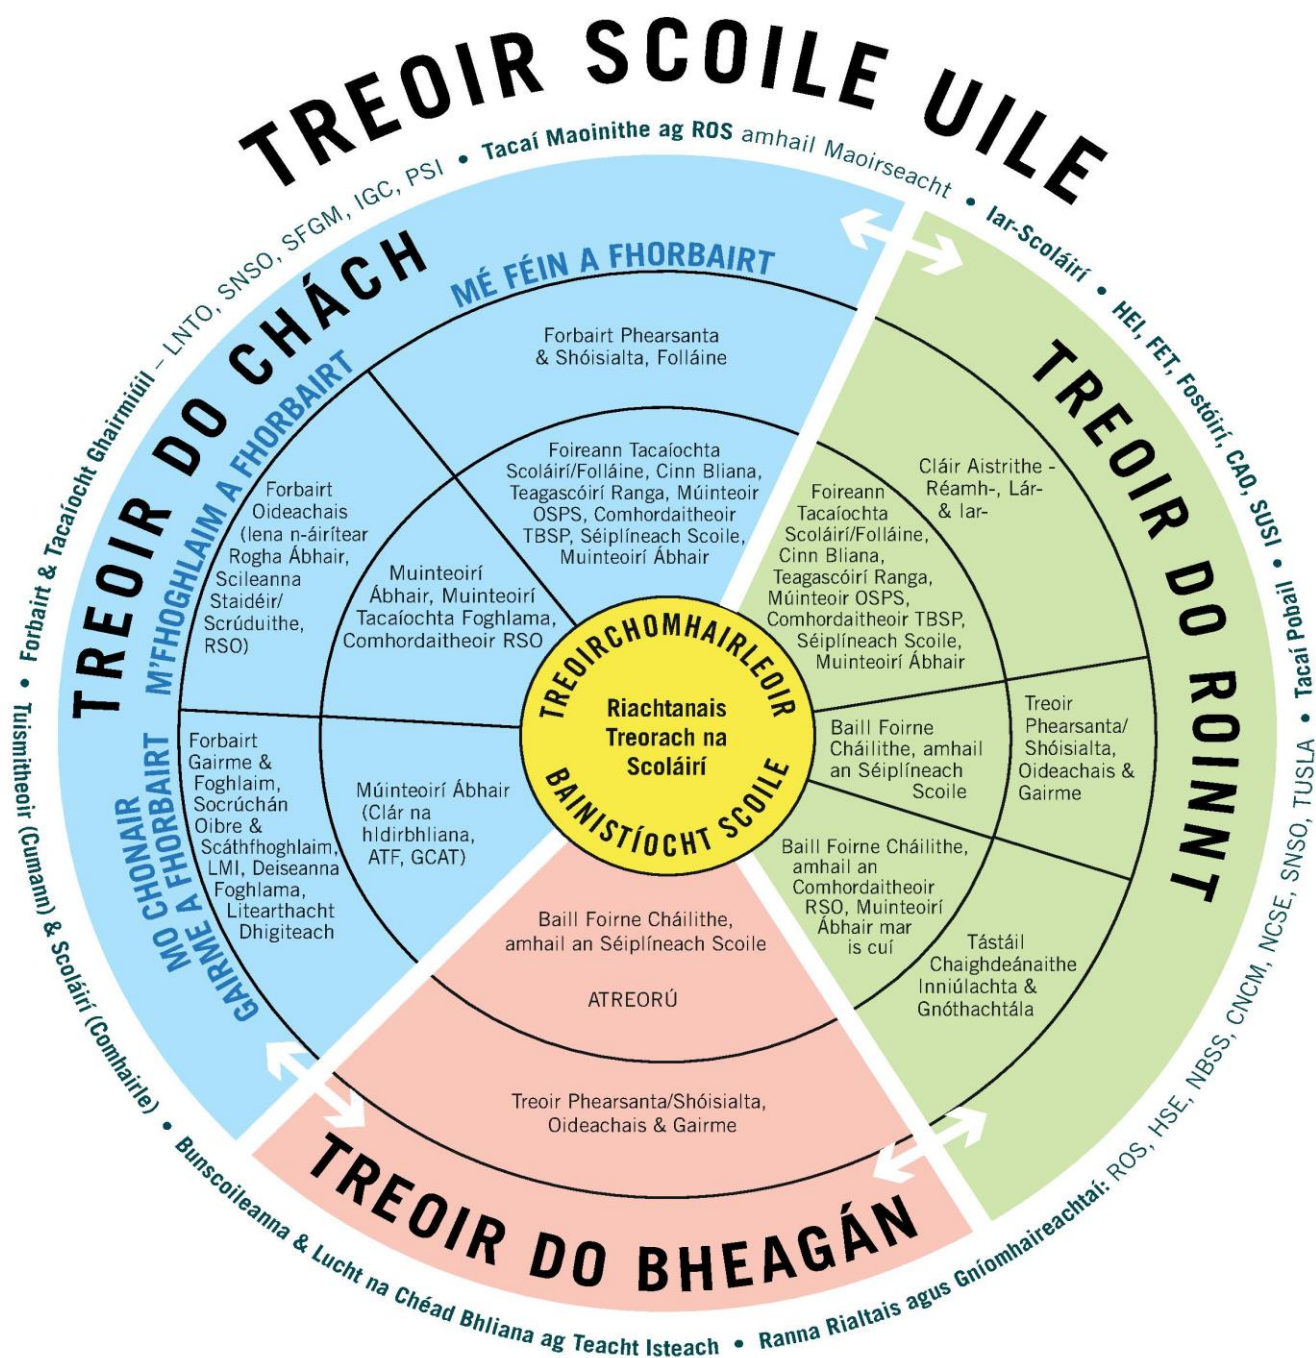 TREOIR SCOILE UILE
Forbairt & Tacaíocht Ghairmiúil – LNTO, SNSO, SFGM, IGC, PSI • Tacaí Maoinithe ag ROS amhail Maoirseacht • Iar-Scoláirí • HEI, FET, Fostóirí, CAO, SUSI • Tacaí Pobail •
Ranna Rialtais agus Gníomhaireachtaí: ROS, HSE, NBSS, CNCM, NCSE, SNSO, TUSLA
Tuismitheoir (Cumann) & Scoláirí (Comhairle) • Bunscoileanna & Lucht na Chéad Bhliana ag Teacht Isteach •
TREOIR DO CHÁCH
MÉ FÉIN A FHORBAIRT
Forbairt Phearsanta
& Shóisialta, Folláine
Foireann Tacaíochta
Scoláirí/Folláine, Cinn Bliana,
Teagascóirí Ranga, Múinteoir
OSPS, Comhordaitheoir
TBSP, Séiplíneach Scoile,
Muinteoirí Ábhair
M'FHOGHLAIM A FHORBAIRT
Forbairt
Oideachais
(lena n-áirítear
Rogha Ábhair,
Scileanna
Staidéir/
Scrúduithe,
RSO)
Muinteoirí
Ábhair, Muinteoirí
Tacaíochta Foghlama,
Comhordaitheoir RSO
MO CHONAIR
GAIRME A FHORBAIRT
Forbairt
Gairme &
Foghlaim,
Socrúchán
Oibre &
Scáthfhoghlaim,
LMI, Deiseanna
Foghlama,
Litearthacht
Dhigiteach
Múinteoirí Ábhair
(Clár na
hIdirbhliana,
ATF, GCAT)
TREOIRCHOMHAIRLEOIR
Riachtanais
Treorach na
Scoláirí
BAINISTÍOCHT SCOILE
TREOIR DO ROINNT
Cláir Aistrithe -
Réamh-, Lár-
& Iar-
Foireann
Tacaíochta
Scoláirí/Folláine,
Cinn Bliana,
Teagascóirí Ranga,
Múinteoir OSPS,
Comhordaitheoir TBSP,
Séiplíneach Scoile,
Muinteoirí Ábhair
Baill Foirne
Cháilithe, amhail
an Séiplíneach
Scoile
Treoir
Phearsanta/
Shóisialta,
Oideachais &
Gairme
Baill Foirne Cháilithe,
amhail an
Comhordaitheoir
RSO, Muinteoirí
Ábhair mar
is cuí
Tástáil
Chaighdeánaithe
Inniúlachta &
Gnóthachtála
Baill Foirne Cháilithe,
amhail an Séiplíneach Scoile
ATREORÚ
Treoir Phearsanta/Shóisialta,
Oideachais & Gairme
TREOIR DO BHEAGÁN